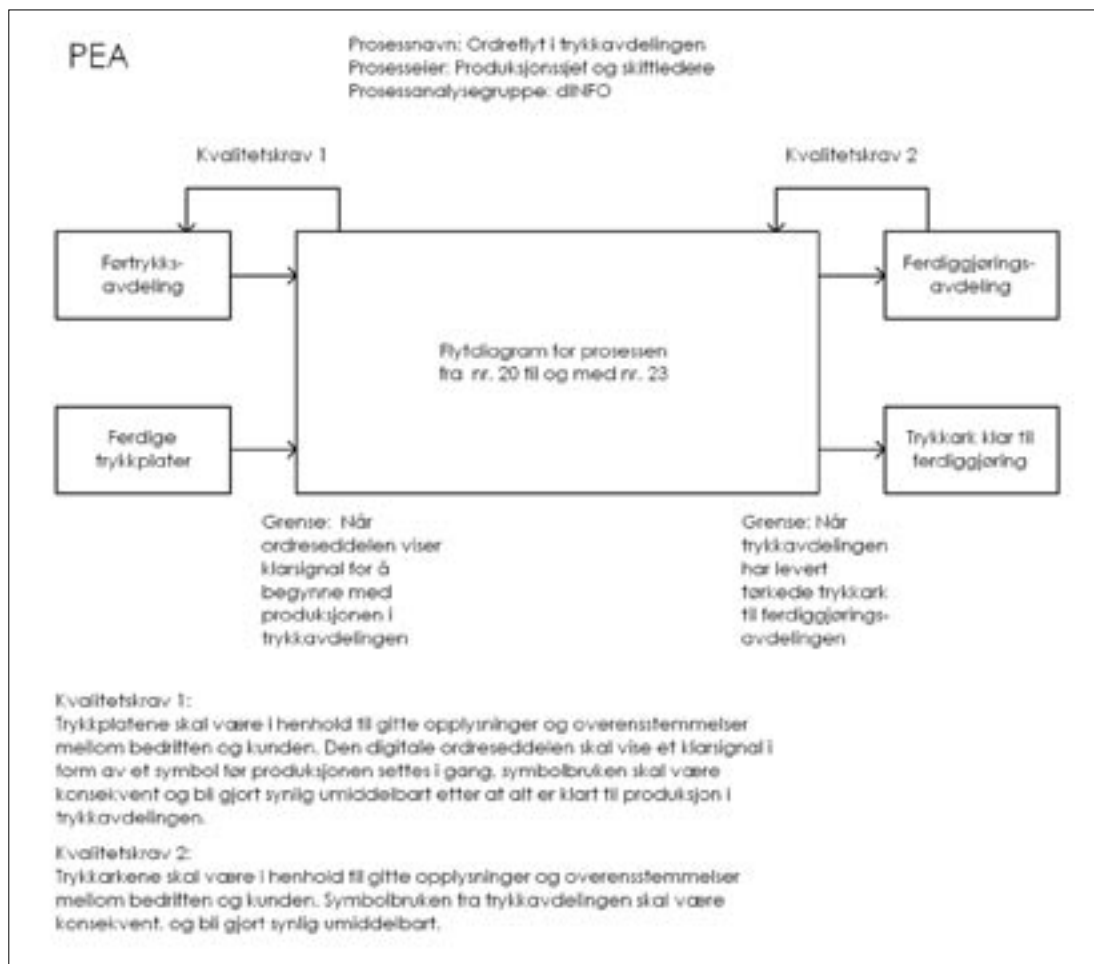 PEA
Prosessnavn: Ordreflyt i trykkavdelingen
Prosesseier: Produksjonssjef og skiftledere
Prosessanalysegruppe: dINFO
Kvalitetskrav 1
Kvalitetskrav 2
Førtrykks-
avdeling
Ferdiggjørings-
avdeling
Flytdiagram for prosessen
fra nr. 20 til og med nr. 23
Ferdige
trykkplater
Trykkark klar til
ferdiggjøring
Grense: Når
ordreseddelen viser
klarsignal for å
begynne med
produksjonen i
trykkavdelingen
Grense: Når
trykkavdelingen
har levert
tørkede trykkark
til ferdiggjørings-
avdelingen
Kvalitetskrav 1:
Trykkplatene skal være i henhold til gitte opplysninger og overensstemmelser
mellom bedriften og kunden. Den digitale ordreseddelen skal vise et klarsignal i
form av et symbol før produksjonen settes i gang, symbolbruken skal være
konsekvent og bli gjort synlig umiddelbart etter at alt er klart til produksjon i
trykkavdelingen.
Kvalitetskrav 2:
Trykkarkene skal være i henhold til gitte opplysninger og overensstemmelser
mellom bedriften og kunden. Symbolbruken fra trykkavdelingen skal være
konsekvent, og bli gjort synlig umiddelbart.